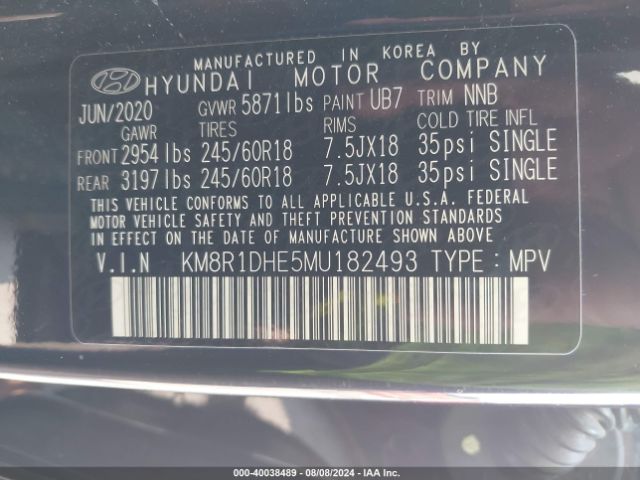 MANUFACTURED IN KOREA BY
HYUNDAI MOTOR COMPANY
JUN/2020 GVWR 5871lbs PAINT UB7 TRIM NNB
GAWR TIRES RIMS COLD TIRE INFL
FRONT 2954 lbs 245/60R18 7.5JX18 35psi SINGLE
REAR 3197 lbs 245/60R18 7.5JX18 35psi SINGLE
THIS VEHICLE CONFORMS TO ALL APPLICABLE U.S.A. FEDERAL
MOTOR VEHICLE SAFETY AND THEFT PREVENTION STANDARDS
IN EFFECT ON THE DATE OF MANUFACTURE SHOWN ABOVE.
V.I.N KM8R1DHE5MU182493 TYPE : MPV
000-40038489 - 08/08/2024 - IAA Inc.